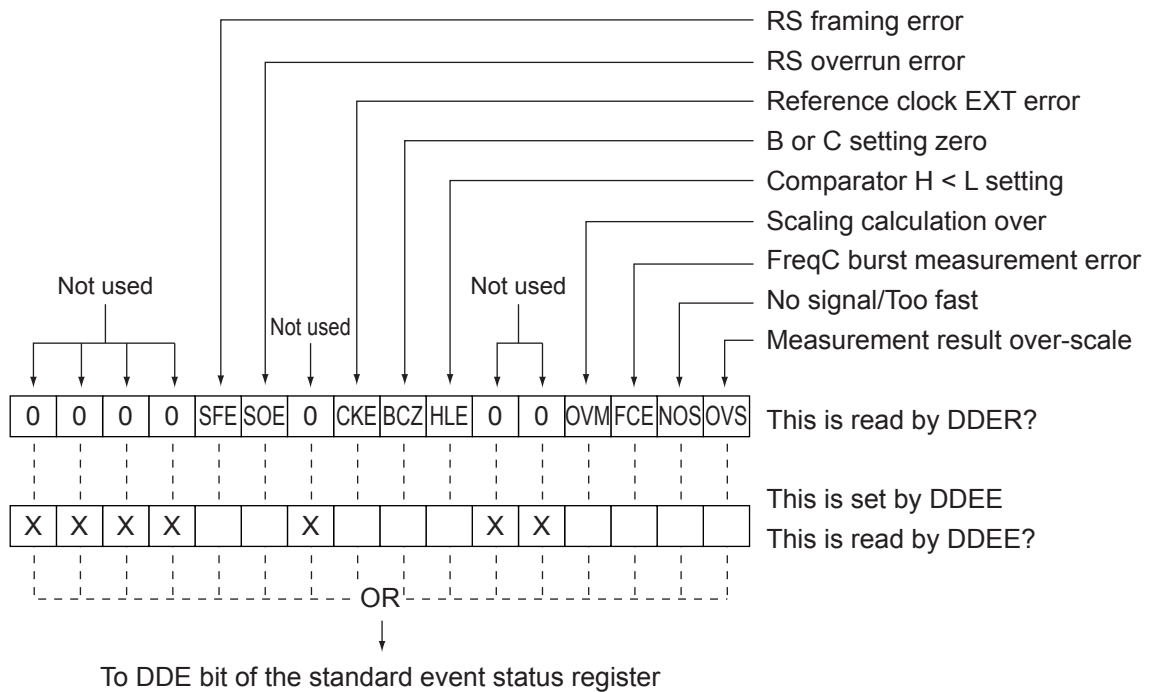 RS framing error
RS overrun error
Reference clock EXT error
B or C setting zero
Comparator H < L setting
Scaling calculation over
FreqC burst measurement error
Not used
Not used
No signal/Too fast
Not used
Measurement result over-scale
0 0 0 0 SFE SOE 0 CKE BCZ HLE 0 0 OVM FCE NOS OVS This is read by DDER?
This is set by DDEE
X X X X X X X This is read by DDEE?
OR
To DDE bit of the standard event status register